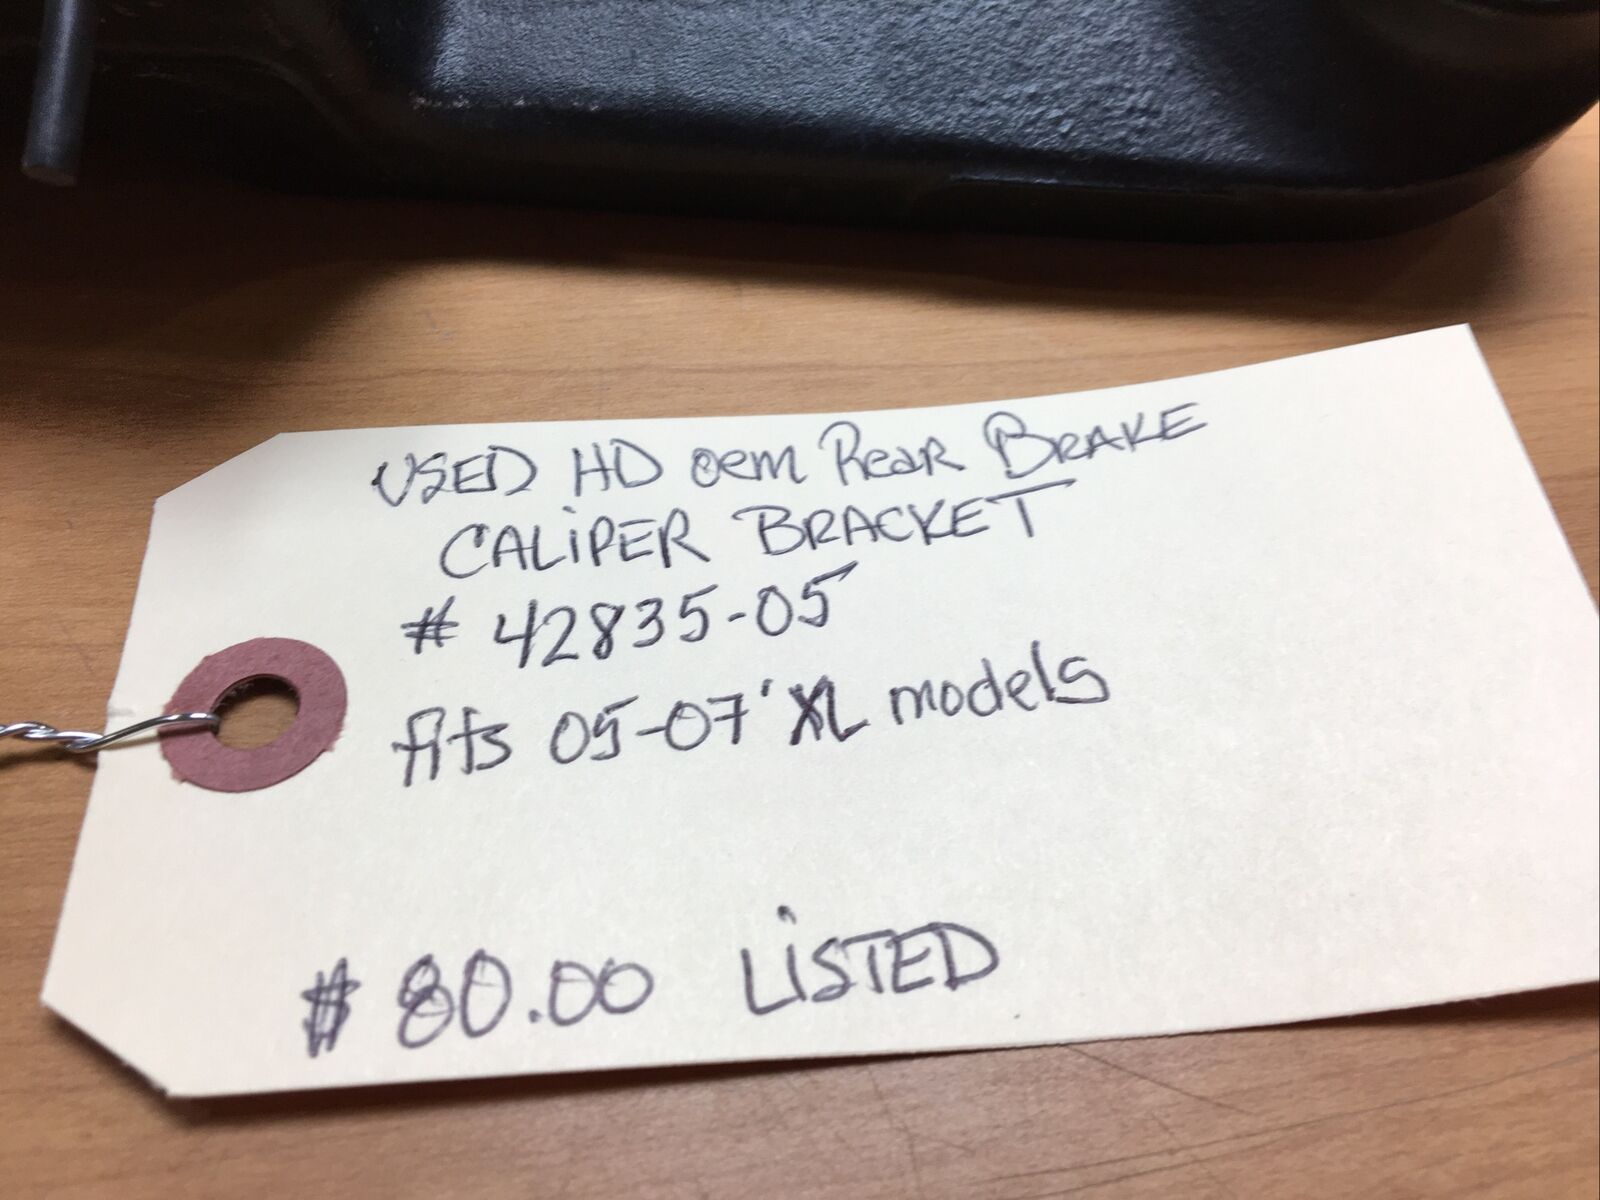 USED HD oem Rear BRAKE
CALiPER BRACKET
# 42835-05
fits 05-07' XL models
$ 80.00 LiSTED